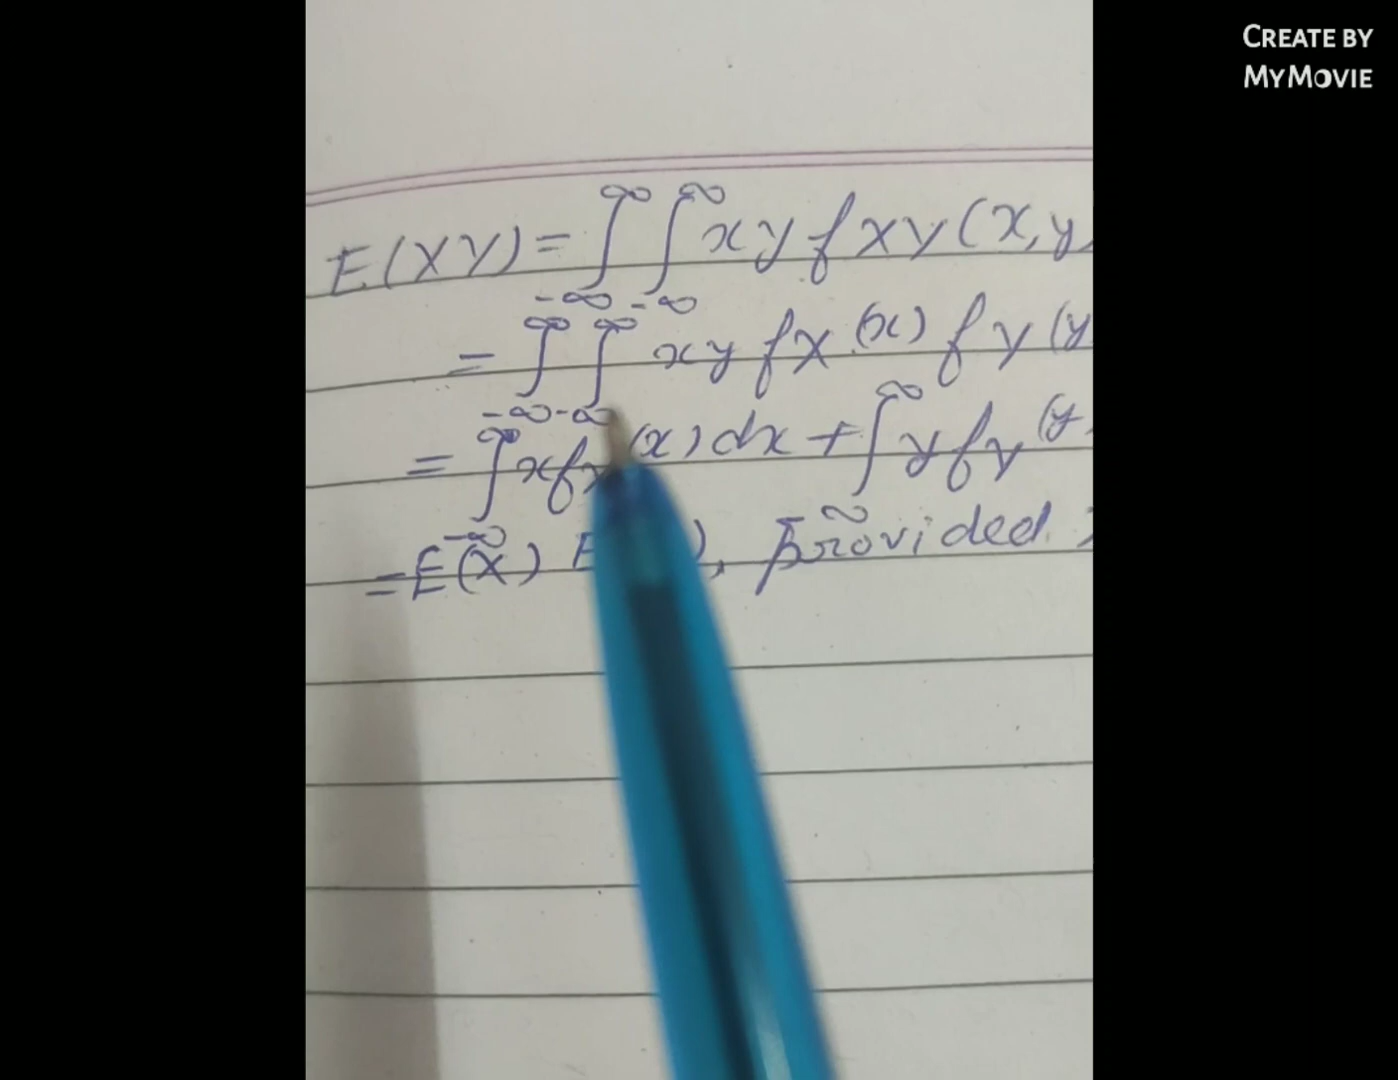 CREATE BY
MYMOVIE
E(XY) = ∫∞-∞ ∫∞-∞ xy fXY(x,y
= ∫∞-∞ ∫∞-∞ xy fX(x) fY(y
= ∫∞-∞ x f (x) dx + ∫∞-∞ y fY(y
= E(X) ), provided